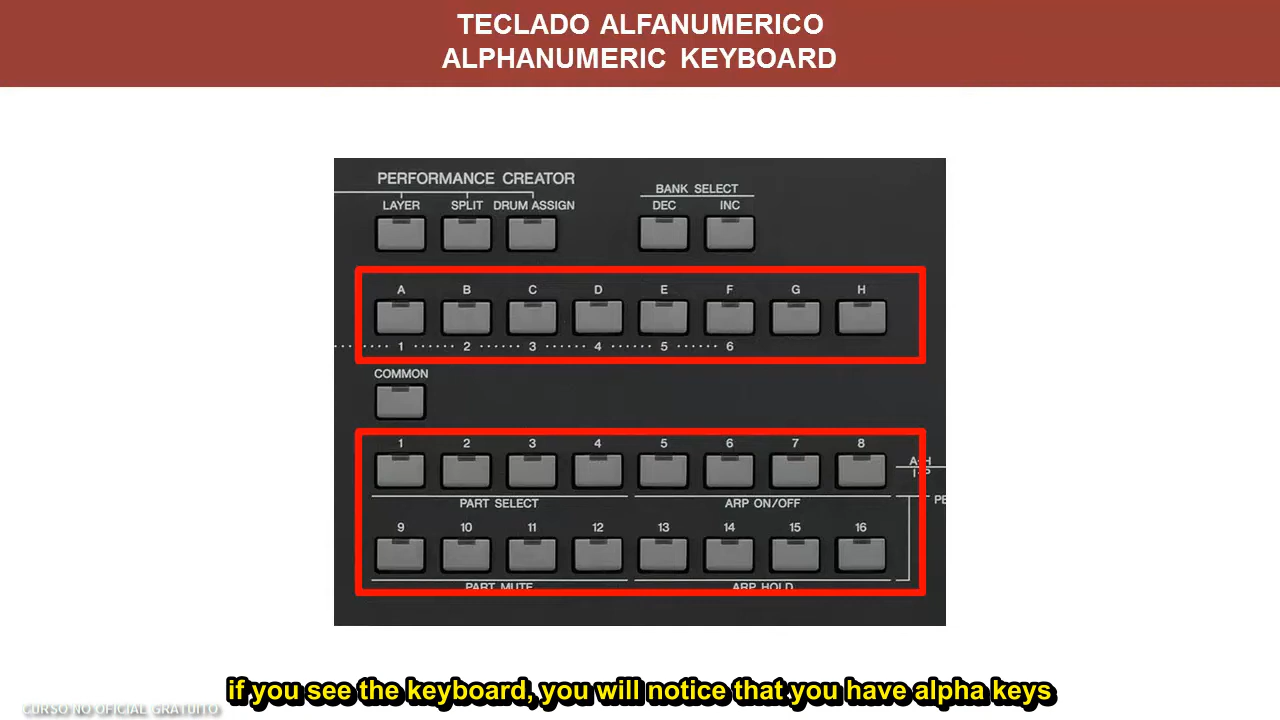 TECLADO ALFANUMERICO
ALPHANUMERIC KEYBOARD
PERFORMANCE CREATOR
BANK SELECT
LAYER SPLIT DRUM ASSIGN DEC INC
A B C D E F G H
1 2 3 4 5 6
COMMON
1 2 3 4 5 6 7 8
A-H
PART SELECT ARP ON/OFF
9 10 11 12 13 14 15 16
PART MUTE ARP HOLD
if you see the keyboard, you will notice that you have alpha keys
CURSO NO OFICIAL GRATUITO